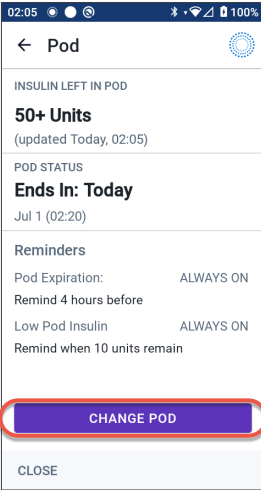 02:05 100%
Pod
INSULIN LEFT IN POD
50+ Units
(updated Today, 02:05)
POD STATUS
Ends In: Today
Jul 1 (02:20)
Reminders
Pod Expiration: ALWAYS ON
Remind 4 hours before
Low Pod Insulin ALWAYS ON
Remind when 10 units remain
CHANGE POD
CLOSE